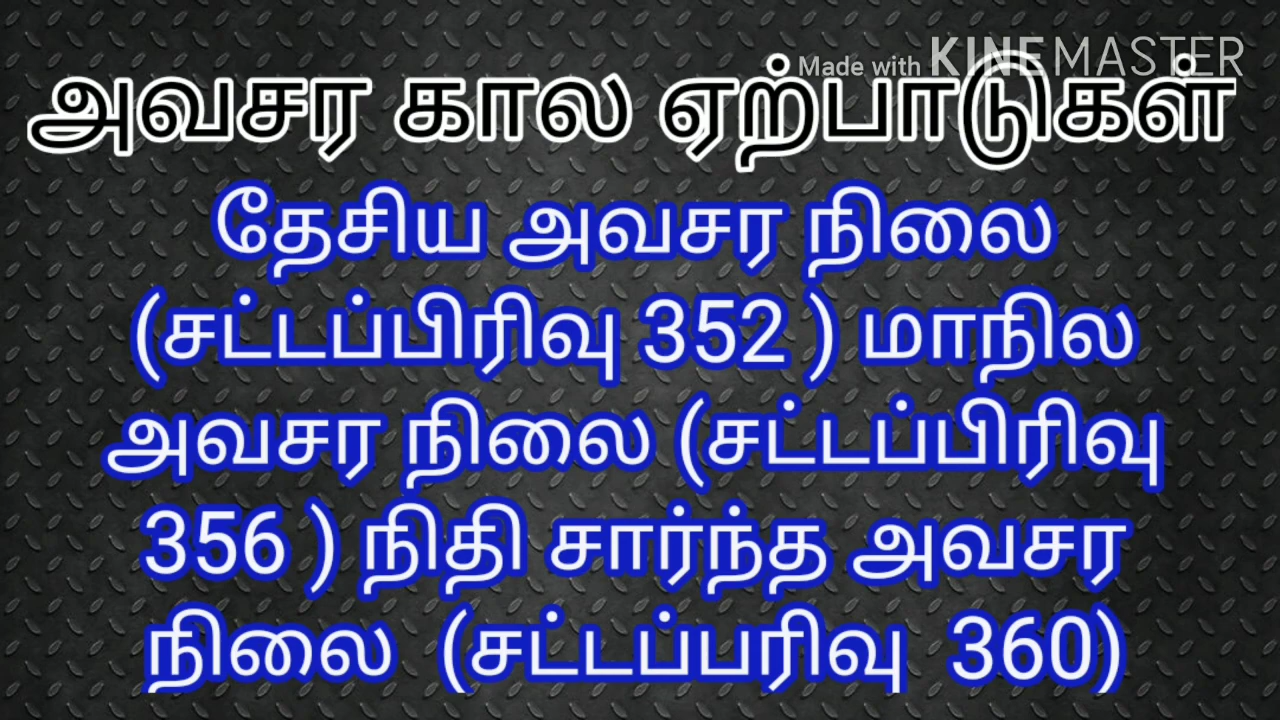 Made with KINEMASTER
அவசர கால ஏற்பாடுகள்
தேசிய அவசர நிலை
(சட்டப்பிரிவு 352 ) மாநில
அவசர நிலை (சட்டப்பிரிவு
356 ) நிதி சார்ந்த அவசர
நிலை (சட்டப்பரிவு 360)